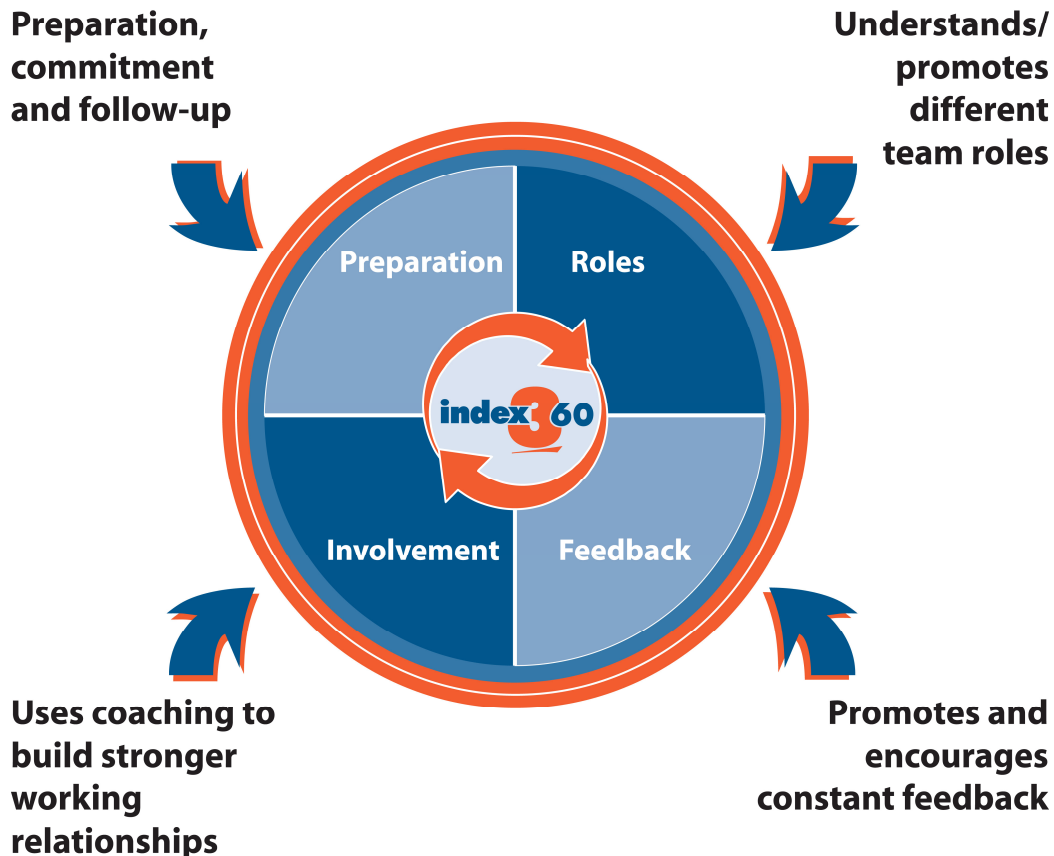 Preparation,
commitment
and follow-up
Understands/
promotes
different
team roles
Preparation
Roles
index360
Involvement
Feedback
Uses coaching to
build stronger
working
relationships
Promotes and
encourages
constant feedback